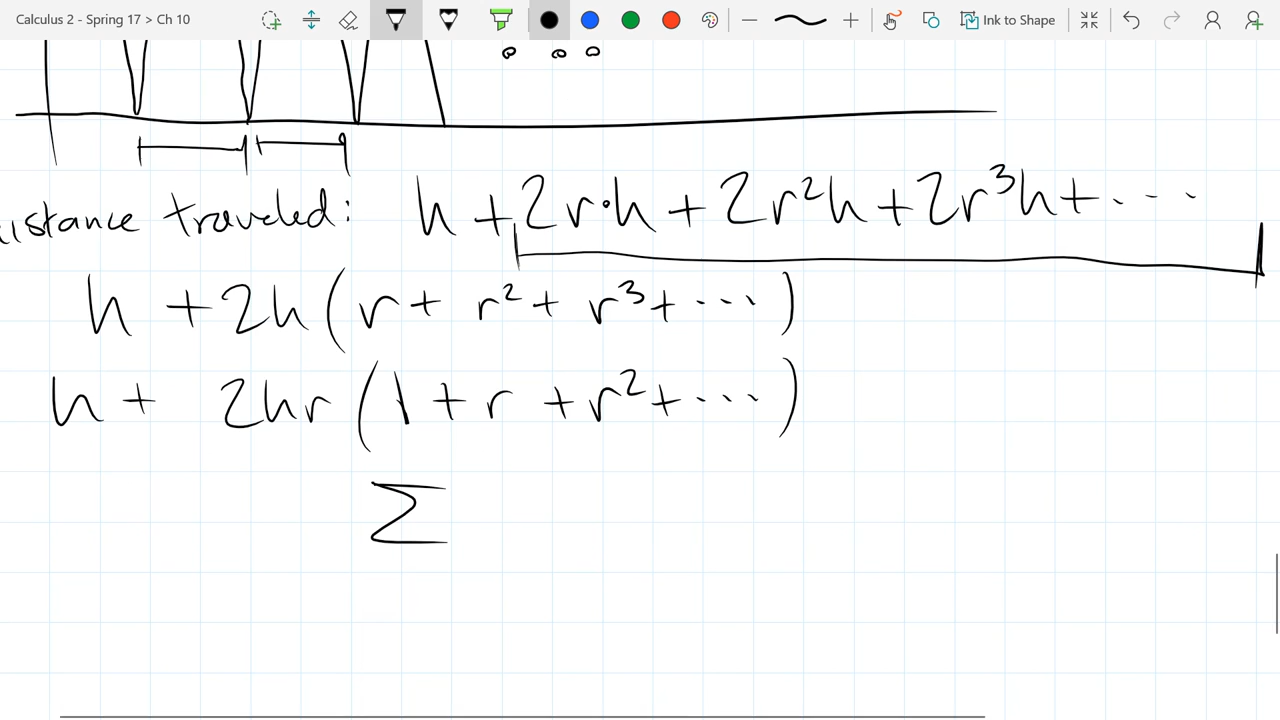 Calculus 2 - Spring 17 > Ch 10
Ink to Shape
istance traveled: h + 2r·h + 2r²h + 2r³h + ...
h + 2h(r + r² + r³ + ...)
h + 2hr(1 + r + r² + ...)
Σ